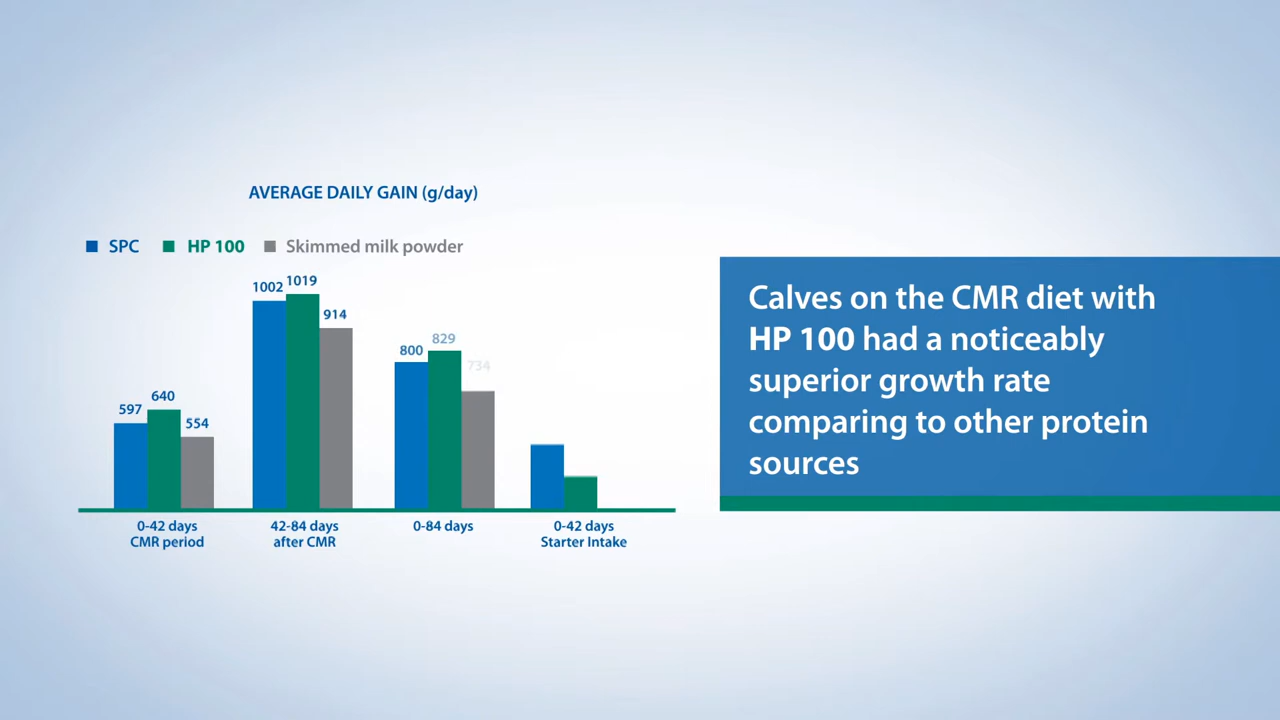 AVERAGE DAILY GAIN (g/day)
SPC HP 100 Skimmed milk powder
597 640 554
1002 1019 914
800 829 734
0-42 days
CMR period
42-84 days
after CMR
0-84 days
0-42 days
Starter Intake
Calves on the CMR diet with
HP 100 had a noticeably
superior growth rate
comparing to other protein
sources